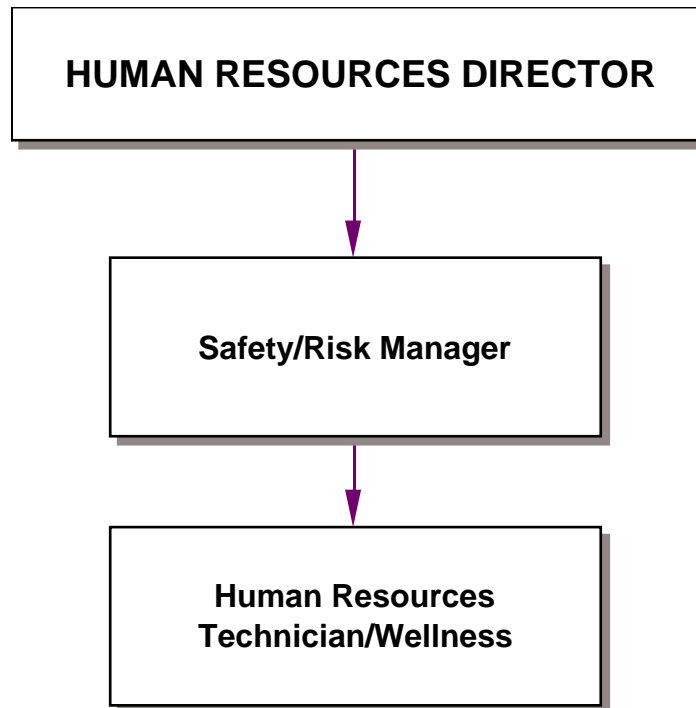 HUMAN RESOURCES DIRECTOR
Safety/Risk Manager
Human Resources
Technician/Wellness